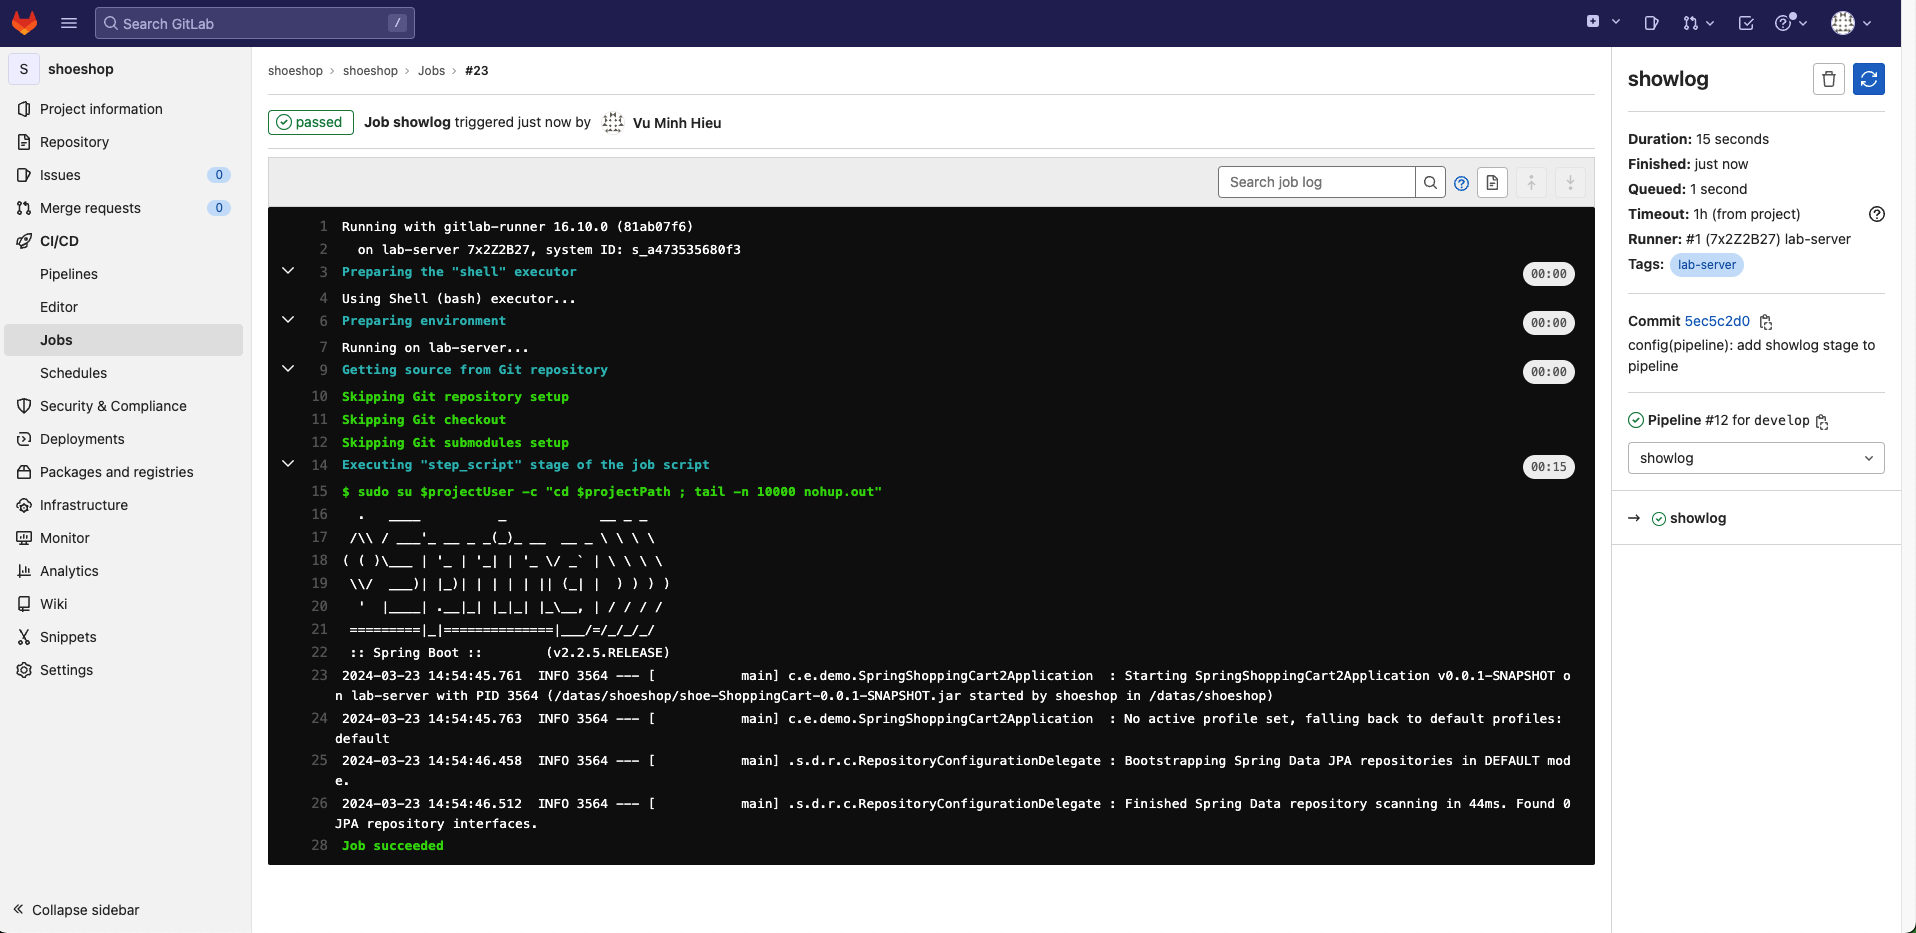 Search GitLab /
S shoeshop
Project information
Repository
Issues 0
Merge requests 0
CI/CD
Pipelines
Editor
Jobs
Schedules
Security & Compliance
Deployments
Packages and registries
Infrastructure
Monitor
Analytics
Wiki
Snippets
Settings
Collapse sidebar
shoeshop › shoeshop › Jobs › #23
passed Job showlog triggered just now by Vu Minh Hieu
Search job log
1 Running with gitlab-runner 16.10.0 (81ab07f6)
2   on lab-server 7x2Z2B27, system ID: s_a473535680f3
3 Preparing the "shell" executor 00:00
4 Using Shell (bash) executor...
6 Preparing environment 00:00
7 Running on lab-server...
9 Getting source from Git repository 00:00
10 Skipping Git repository setup
11 Skipping Git checkout
12 Skipping Git submodules setup
14 Executing "step_script" stage of the job script 00:15
15 $ sudo su $projectUser -c "cd $projectPath ; tail -n 10000 nohup.out"
16   .   ____          _            __ _ _
17  /\\ / ___'_ __ _ _(_)_ __  __ _ \ \ \ \
18 ( ( )\___ | '_ | '_| | '_ \/ _` | \ \ \ \
19  \\/  ___)| |_)| | | | | || (_| |  ) ) ) )
20   '  |____| .__|_| |_|_| |_\__, | / / / /
21  =========|_|==============|___/=/_/_/_/
22  :: Spring Boot ::        (v2.2.5.RELEASE)
23 2024-03-23 14:54:45.761  INFO 3564 --- [           main] c.e.demo.SpringShoppingCart2Application  : Starting SpringShoppingCart2Application v0.0.1-SNAPSHOT o
n lab-server with PID 3564 (/datas/shoeshop/shoe-ShoppingCart-0.0.1-SNAPSHOT.jar started by shoeshop in /datas/shoeshop)
24 2024-03-23 14:54:45.763  INFO 3564 --- [           main] c.e.demo.SpringShoppingCart2Application  : No active profile set, falling back to default profiles:
default
25 2024-03-23 14:54:46.458  INFO 3564 --- [           main] .s.d.r.c.RepositoryConfigurationDelegate : Bootstrapping Spring Data JPA repositories in DEFAULT mod
e.
26 2024-03-23 14:54:46.512  INFO 3564 --- [           main] .s.d.r.c.RepositoryConfigurationDelegate : Finished Spring Data repository scanning in 44ms. Found 0
JPA repository interfaces.
28 Job succeeded
showlog
Duration: 15 seconds
Finished: just now
Queued: 1 second
Timeout: 1h (from project)
Runner: #1 (7x2Z2B27) lab-server
Tags: lab-server
Commit 5ec5c2d0
config(pipeline): add showlog stage to
pipeline
Pipeline #12 for develop
showlog
→ showlog